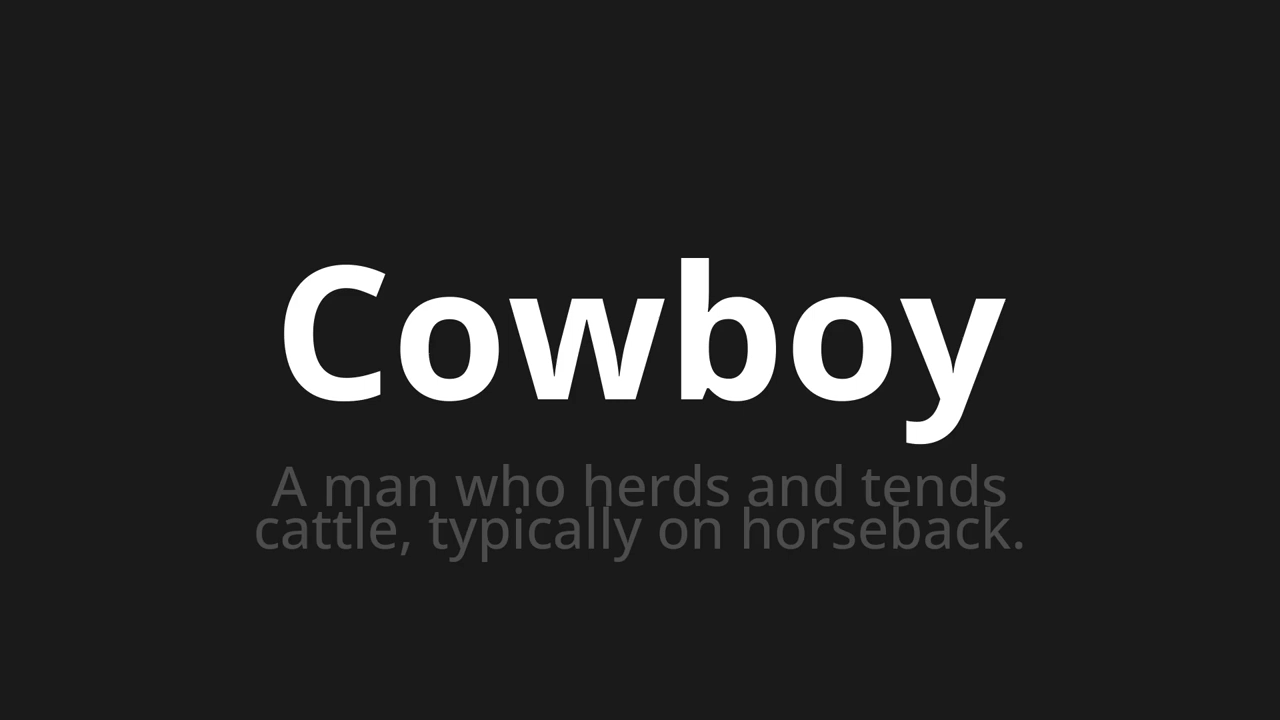 Cowboy
A man who herds and tends
cattle, typically on horseback.